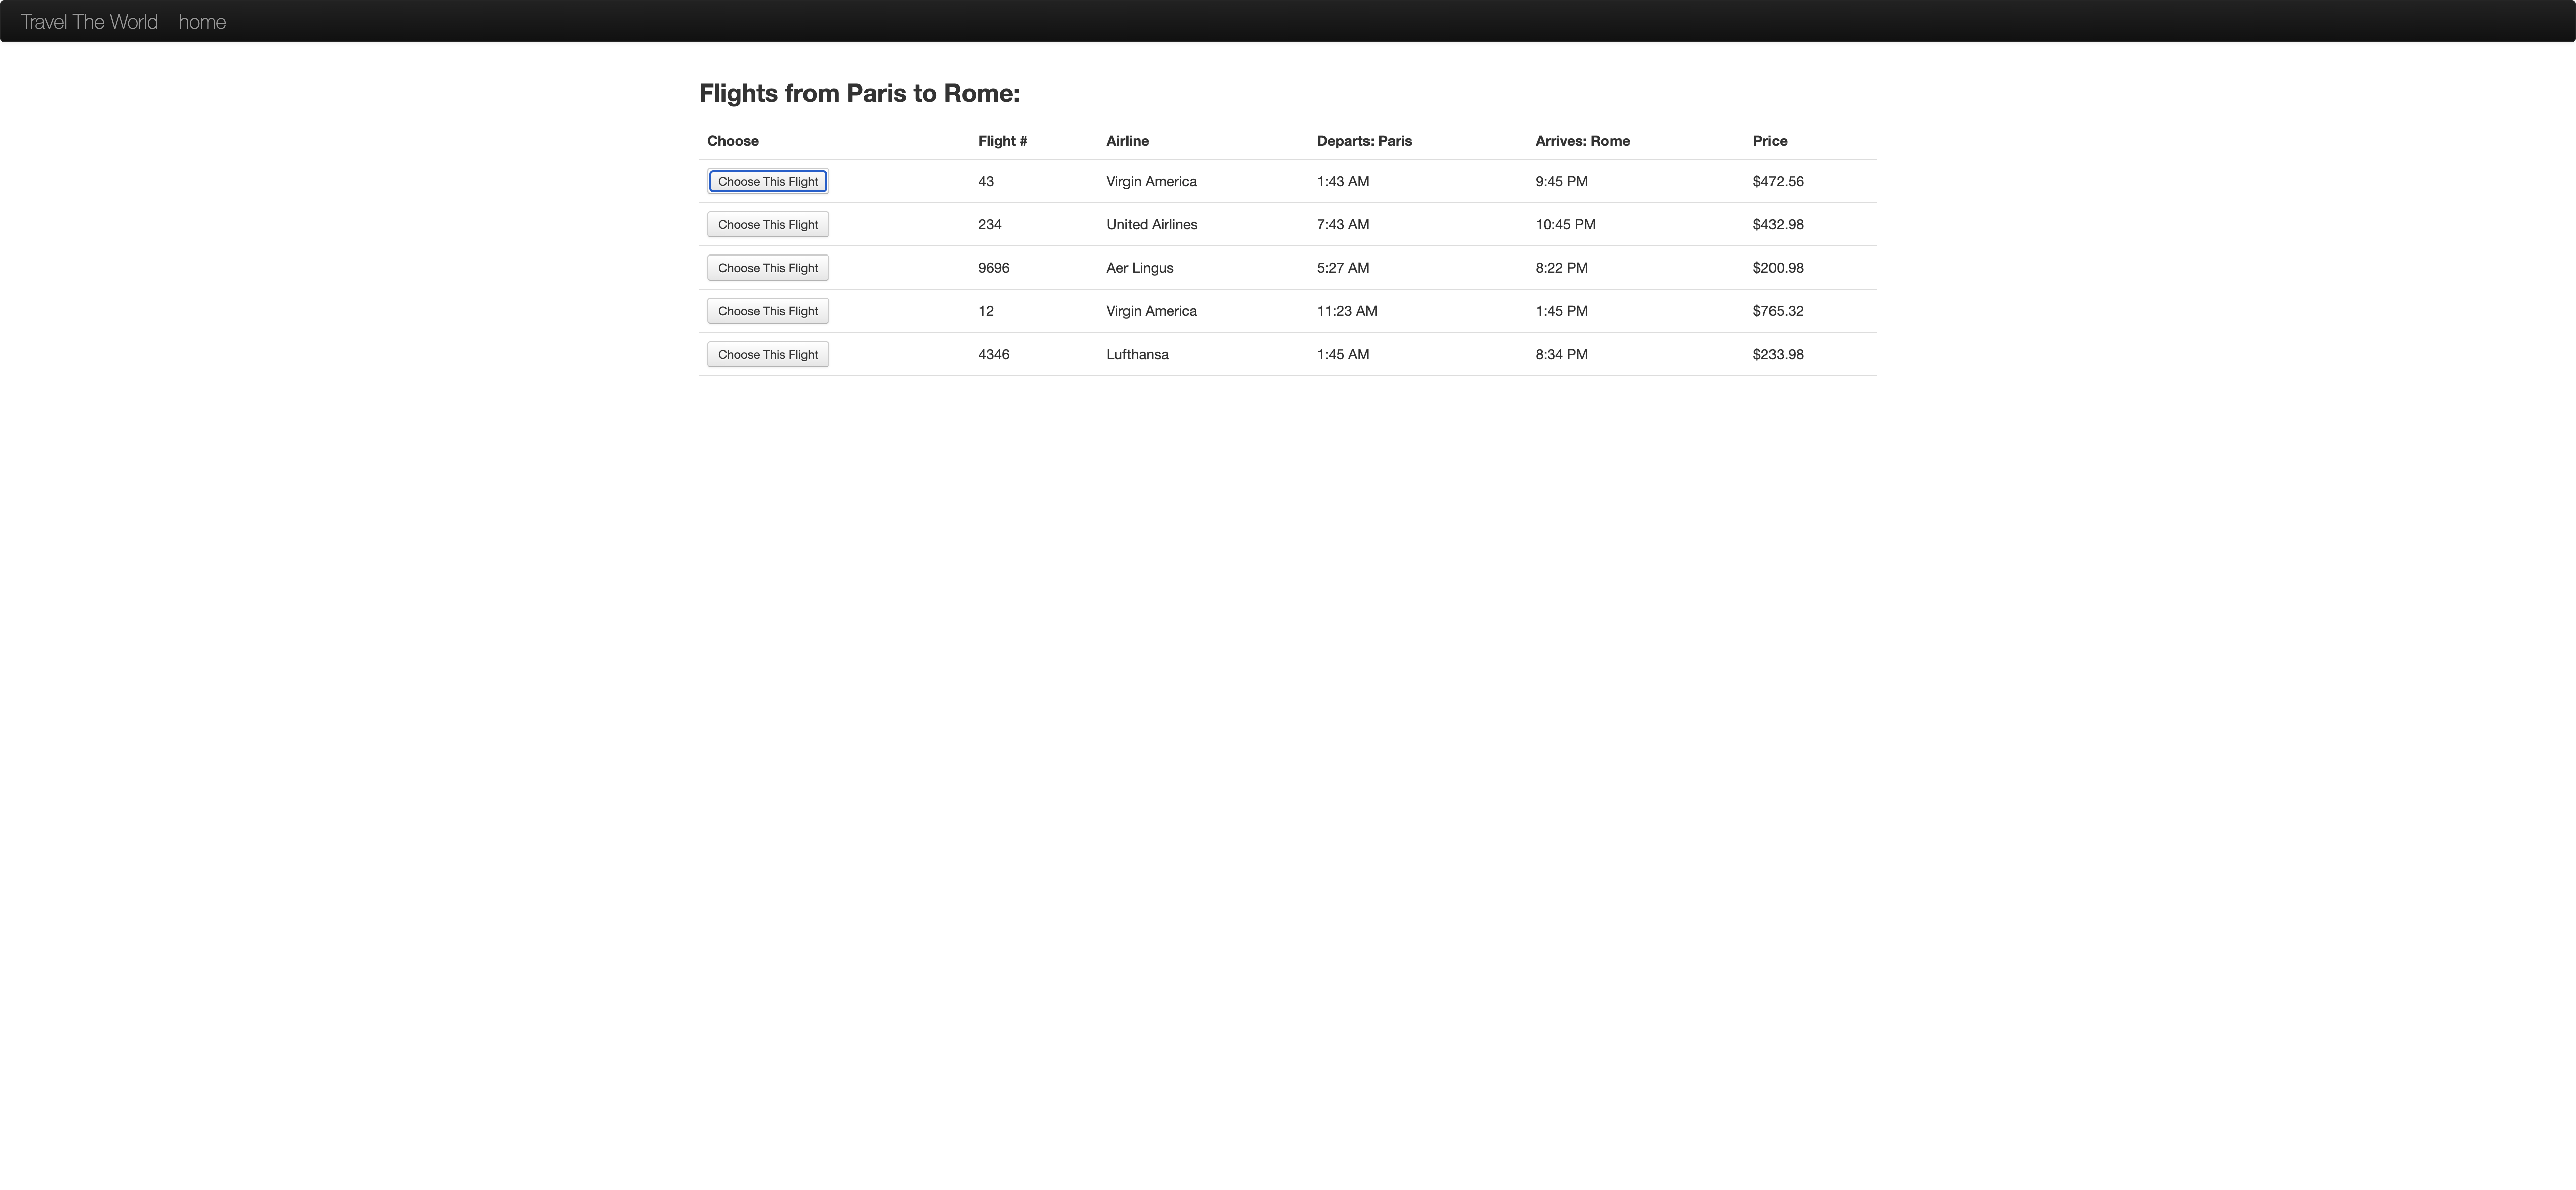 Travel The World home
Flights from Paris to Rome:
Choose Flight # Airline Departs: Paris Arrives: Rome Price
Choose This Flight 43 Virgin America 1:43 AM 9:45 PM $472.56
Choose This Flight 234 United Airlines 7:43 AM 10:45 PM $432.98
Choose This Flight 9696 Aer Lingus 5:27 AM 8:22 PM $200.98
Choose This Flight 12 Virgin America 11:23 AM 1:45 PM $765.32
Choose This Flight 4346 Lufthansa 1:45 AM 8:34 PM $233.98